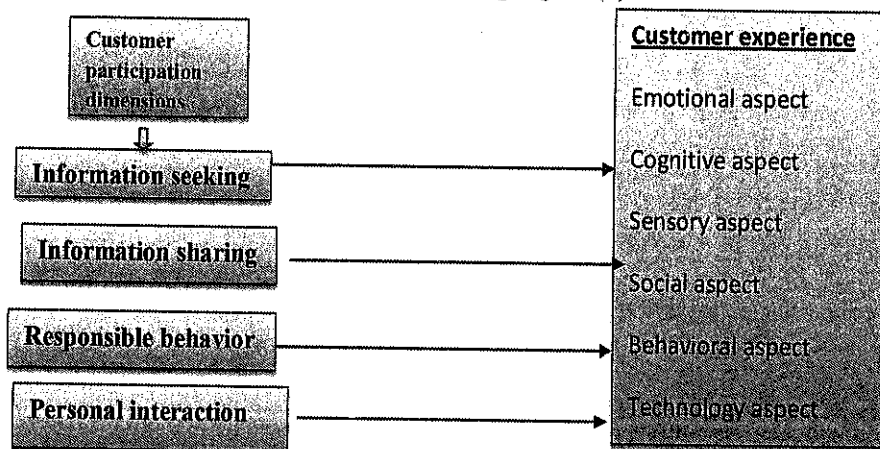 Customer
participation
dimensions
Information seeking
Information sharing
Responsible behavior
Personal interaction
Customer experience
Emotional aspect
Cognitive aspect
Sensory aspect
Social aspect
Behavioral aspect
Technology aspect